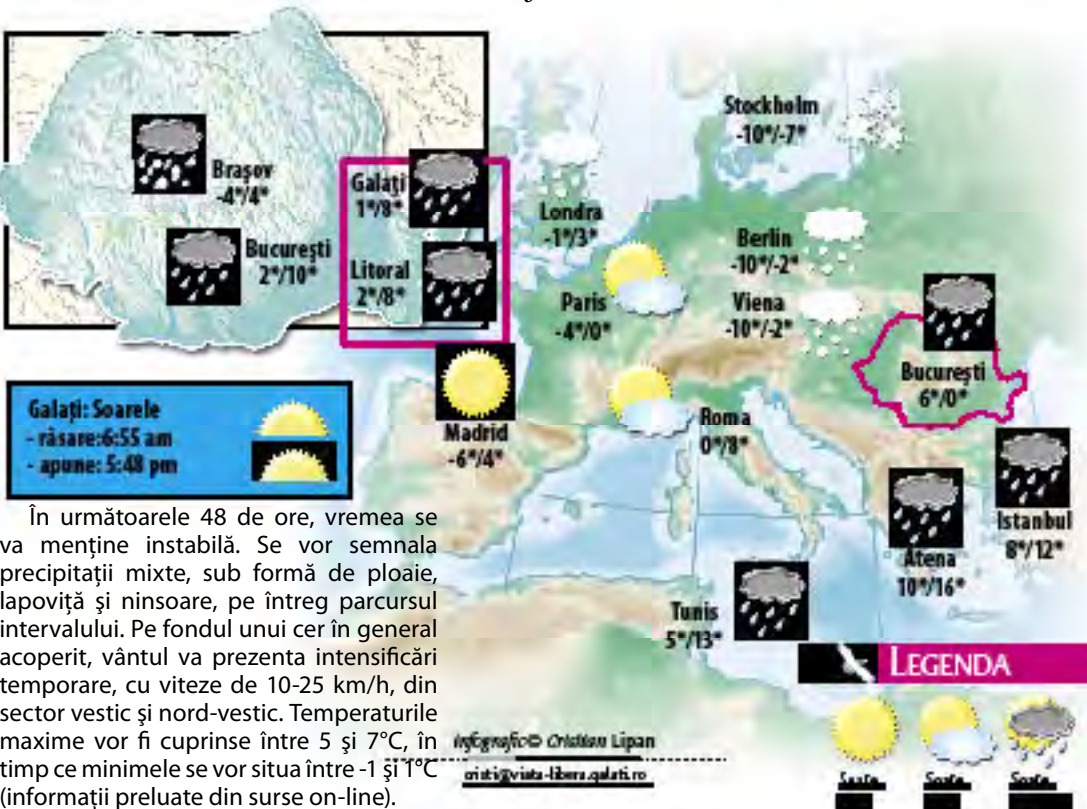 Stockholm
-10°/-7°
Brașov
-4°/4°
Galați
1°/8°
Londra
-1°/3°
București
2°/10°
Litoral
2°/8°
Berlin
-10°/-2°
Paris
-4°/0°
Viena
-10°/-2°
București
6°/0°
Galați: Soarele
- răsare:6:55 am
- apune: 5:48 pm
Madrid
-6°/4°
Roma
0°/8°
Istanbul
8°/12°
Atena
10°/16°
Tunis
5°/13°
În următoarele 48 de ore, vremea se
va menține instabilă. Se vor semnala
precipitații mixte, sub formă de ploaie,
lapoviță și ninsoare, pe întreg parcursul
intervalului. Pe fondul unui cer în general
acoperit, vântul va prezenta intensificări
temporare, cu viteze de 10-25 km/h, din
sector vestic și nord-vestic. Temperaturile
maxime vor fi cuprinse între 5 și 7°C, în
timp ce minimele se vor situa între -1 și 1°C
(informații preluate din surse on-line).
infografic© Cristian Lipan
cristi@viata-libera.galati.ro
LEGENDA
Soare
Soare
Soare